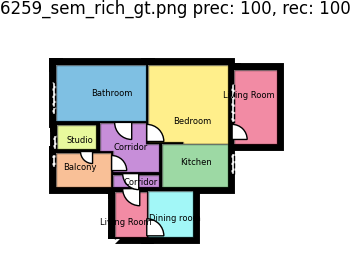 6259_sem_rich_gt.png prec: 100, rec: 100
Bathroom
Living Room
Bedroom
Studio
Corridor
Kitchen
Balcony
Corridor
Living Room
Dining room